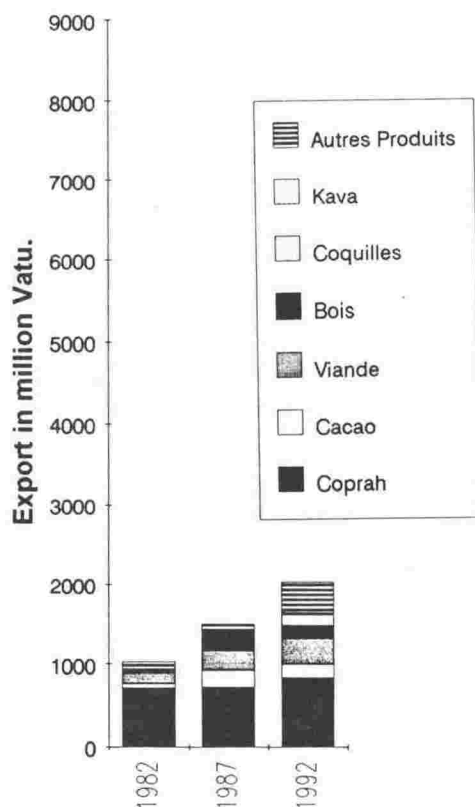 Export in million Vatu.
9000
8000
7000
6000
5000
4000
3000
2000
1000
0
Autres Produits
Kava
Coquilles
Bois
Viande
Cacao
Coprah
1982
1987
1992